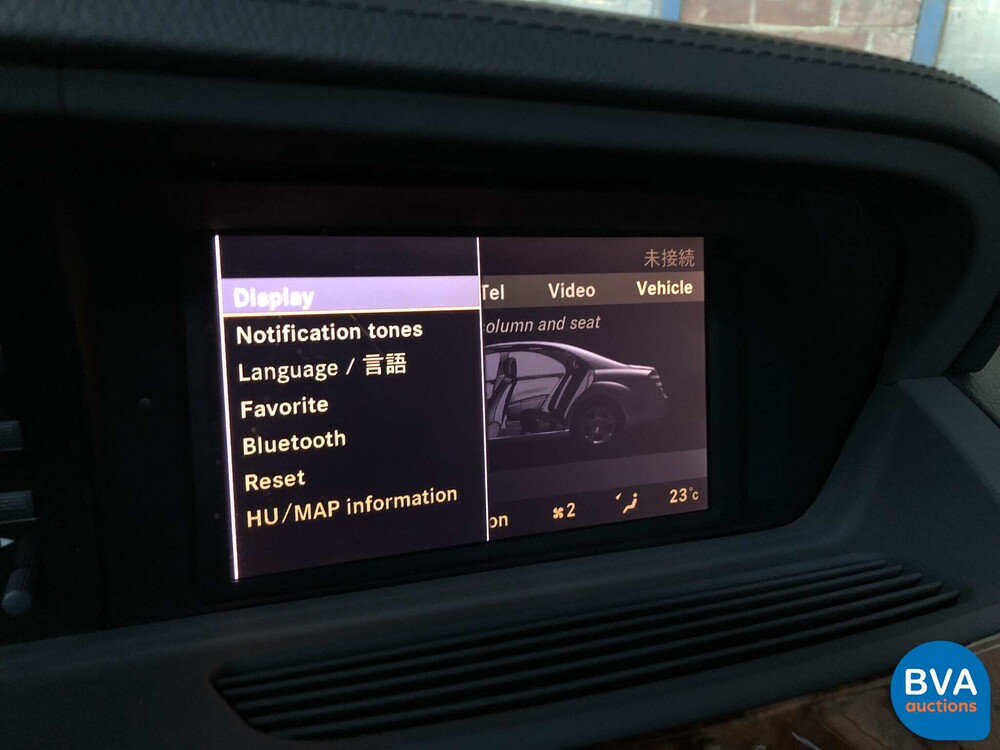 未接続
Tel Video Vehicle
column and seat
Display
Notification tones
Language / 言語
Favorite
Bluetooth
Reset
HU/MAP information
on 2 23°c
BVA
auctions